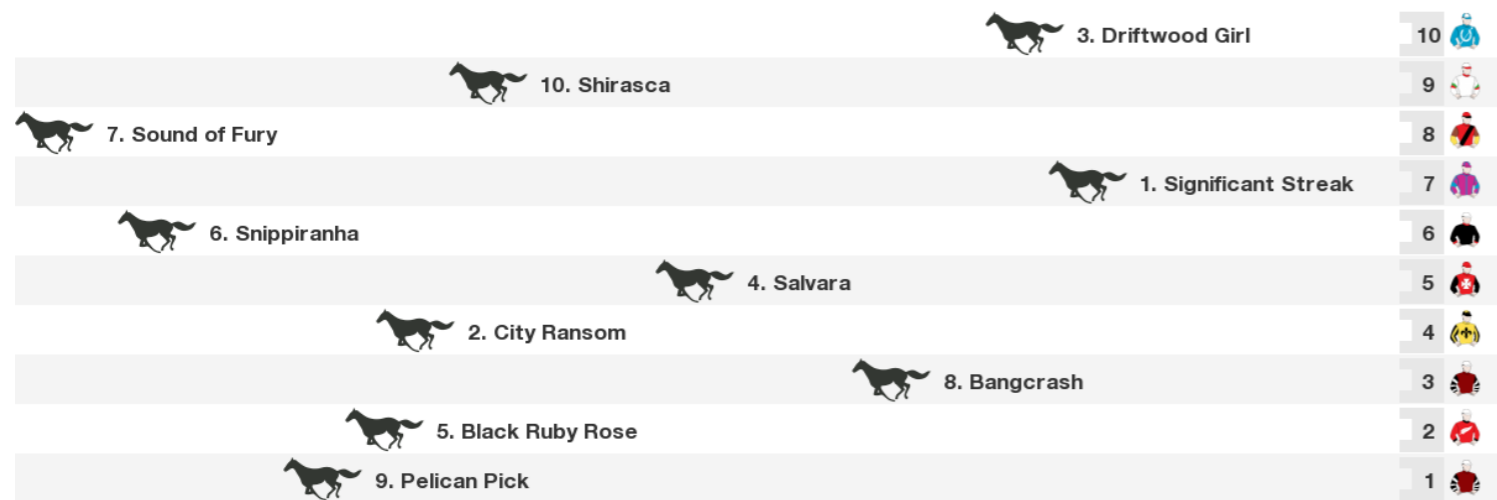 3. Driftwood Girl 10
10. Shirasca 9
7. Sound of Fury 8
1. Significant Streak 7
6. Snippiranha 6
4. Salvara 5
2. City Ransom 4
8. Bangcrash 3
5. Black Ruby Rose 2
9. Pelican Pick 1